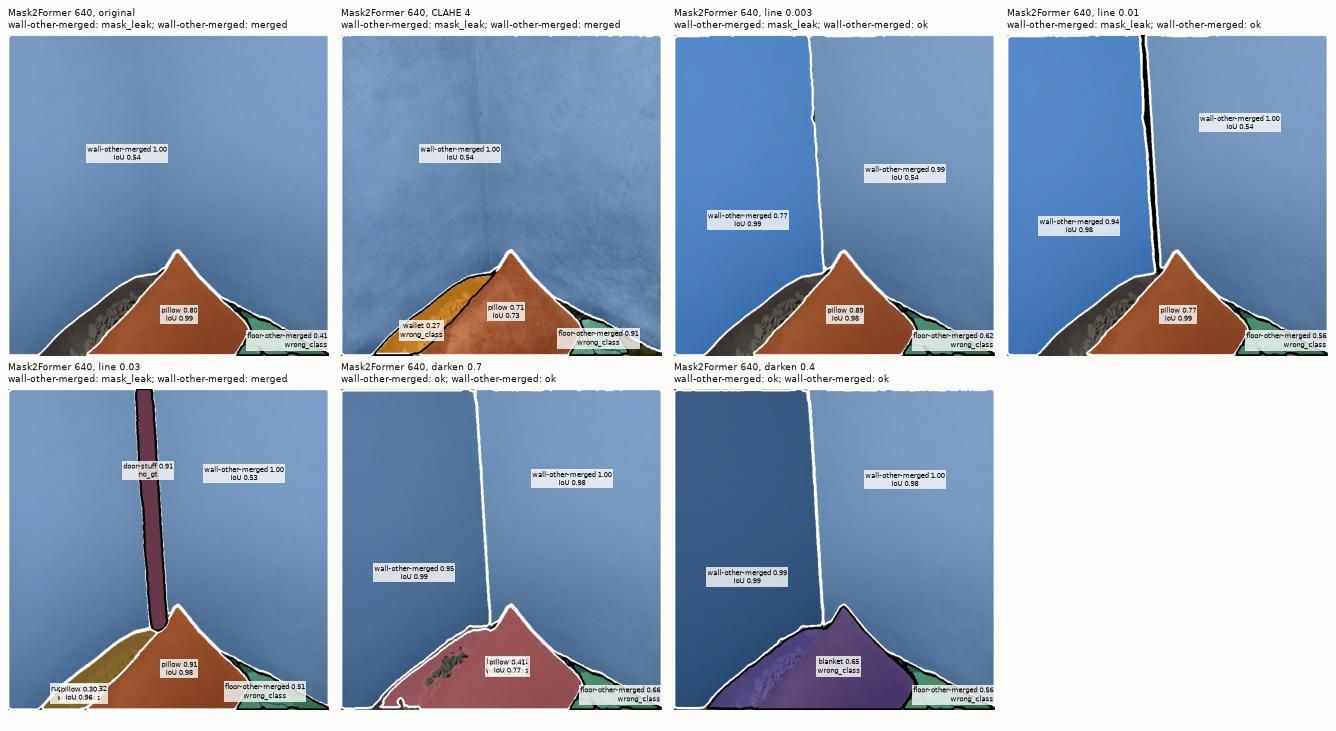 Mask2Former 640, original
wall-other-merged: mask_leak; wall-other-merged: merged
wall-other-merged 1.00
IoU 0.54
pillow 0.80
IoU 0.99
floor-other-merged 0.41
wrong_class
Mask2Former 640, CLAHE 4
wall-other-merged: mask_leak; wall-other-merged: merged
wall-other-merged 1.00
IoU 0.54
pillow 0.71
IoU 0.73
wallet 0.27
wrong_class
floor-other-merged 0.91
wrong_class
Mask2Former 640, line 0.003
wall-other-merged: mask_leak; wall-other-merged: ok
wall-other-merged 0.99
IoU 0.54
wall-other-merged 0.77
IoU 0.99
pillow 0.89
IoU 0.98
floor-other-merged 0.62
wrong_class
Mask2Former 640, line 0.01
wall-other-merged: mask_leak; wall-other-merged: ok
wall-other-merged 1.00
IoU 0.54
wall-other-merged 0.94
IoU 0.98
pillow 0.77
IoU 0.99
floor-other-merged 0.56
wrong_class
Mask2Former 640, line 0.03
wall-other-merged: mask_leak; wall-other-merged: merged
door-stuff 0.91
no_gt
wall-other-merged 1.00
IoU 0.53
pillow 0.91
IoU 0.98
pillow 0.30
IoU 0.96
floor-other-merged 0.51
wrong_class
Mask2Former 640, darken 0.7
wall-other-merged: ok; wall-other-merged: ok
wall-other-merged 1.00
IoU 0.98
wall-other-merged 0.95
IoU 0.99
pillow 0.41
IoU 0.77
floor-other-merged 0.66
wrong_class
Mask2Former 640, darken 0.4
wall-other-merged: ok; wall-other-merged: ok
wall-other-merged 1.00
IoU 0.98
wall-other-merged 0.99
IoU 0.99
blanket 0.65
wrong_class
floor-other-merged 0.56
wrong_class